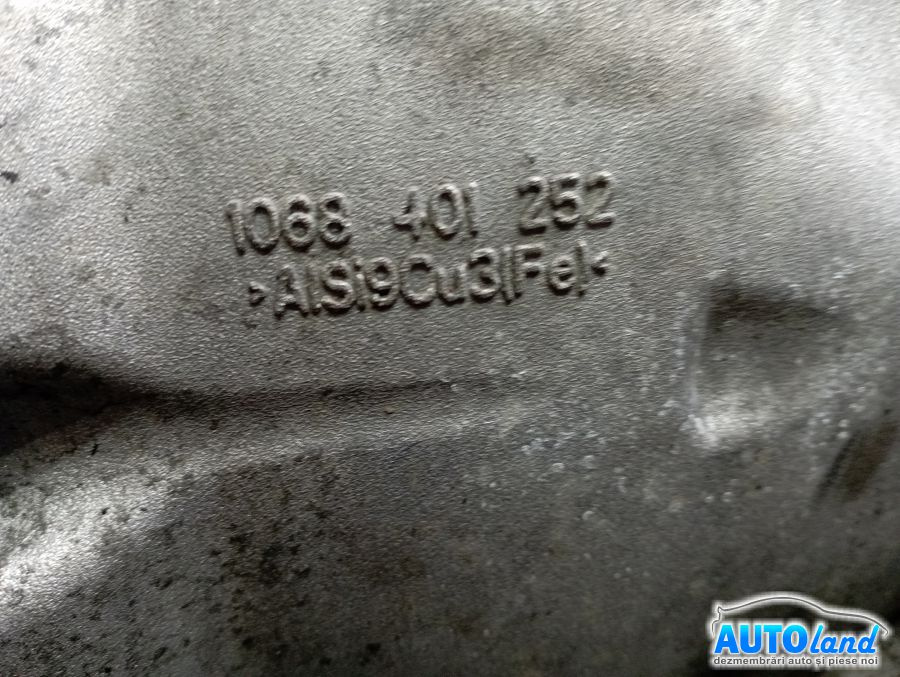 1068 401 252
>AlSi9Cu3(Fe)<
AUTOland
dezmembrări auto și piese noi